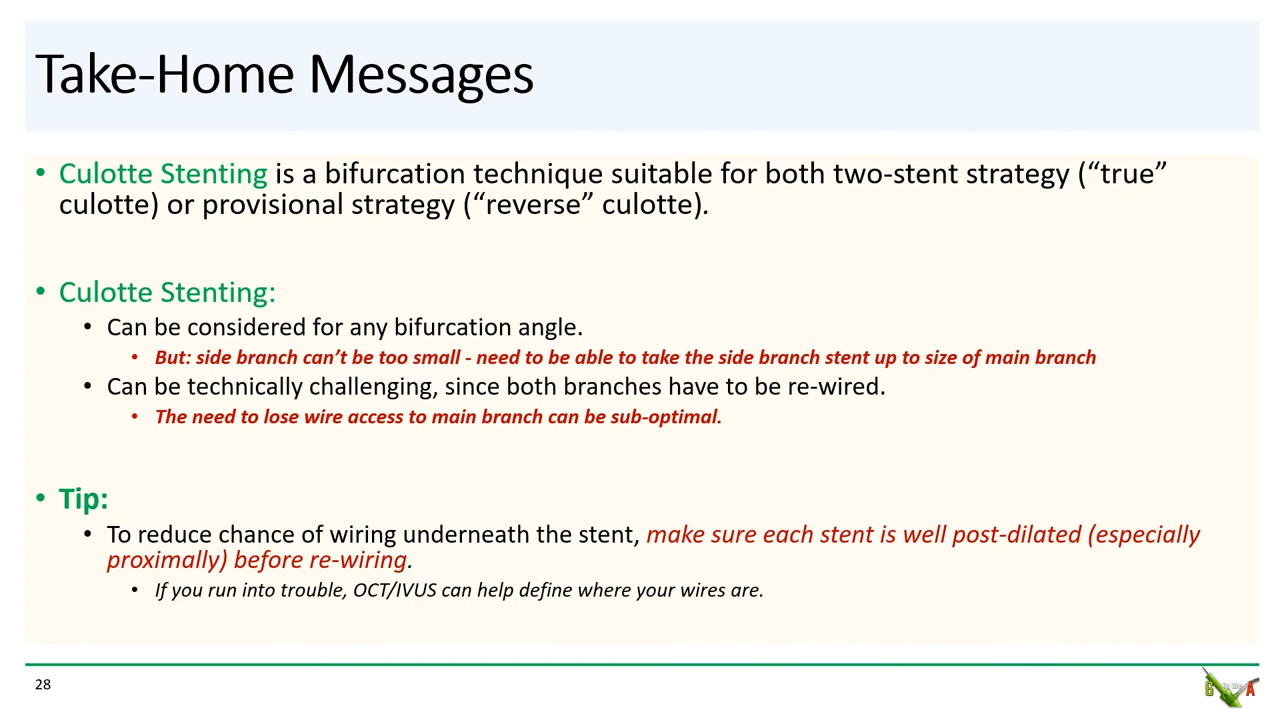 Take-Home Messages
• Culotte Stenting is a bifurcation technique suitable for both two-stent strategy (“true”
culotte) or provisional strategy (“reverse” culotte).
• Culotte Stenting:
• Can be considered for any bifurcation angle.
• But: side branch can’t be too small - need to be able to take the side branch stent up to size of main branch
• Can be technically challenging, since both branches have to be re-wired.
• The need to lose wire access to main branch can be sub-optimal.
• Tip:
• To reduce chance of wiring underneath the stent, make sure each stent is well post-dilated (especially
proximally) before re-wiring.
• If you run into trouble, OCT/IVUS can help define where your wires are.
28